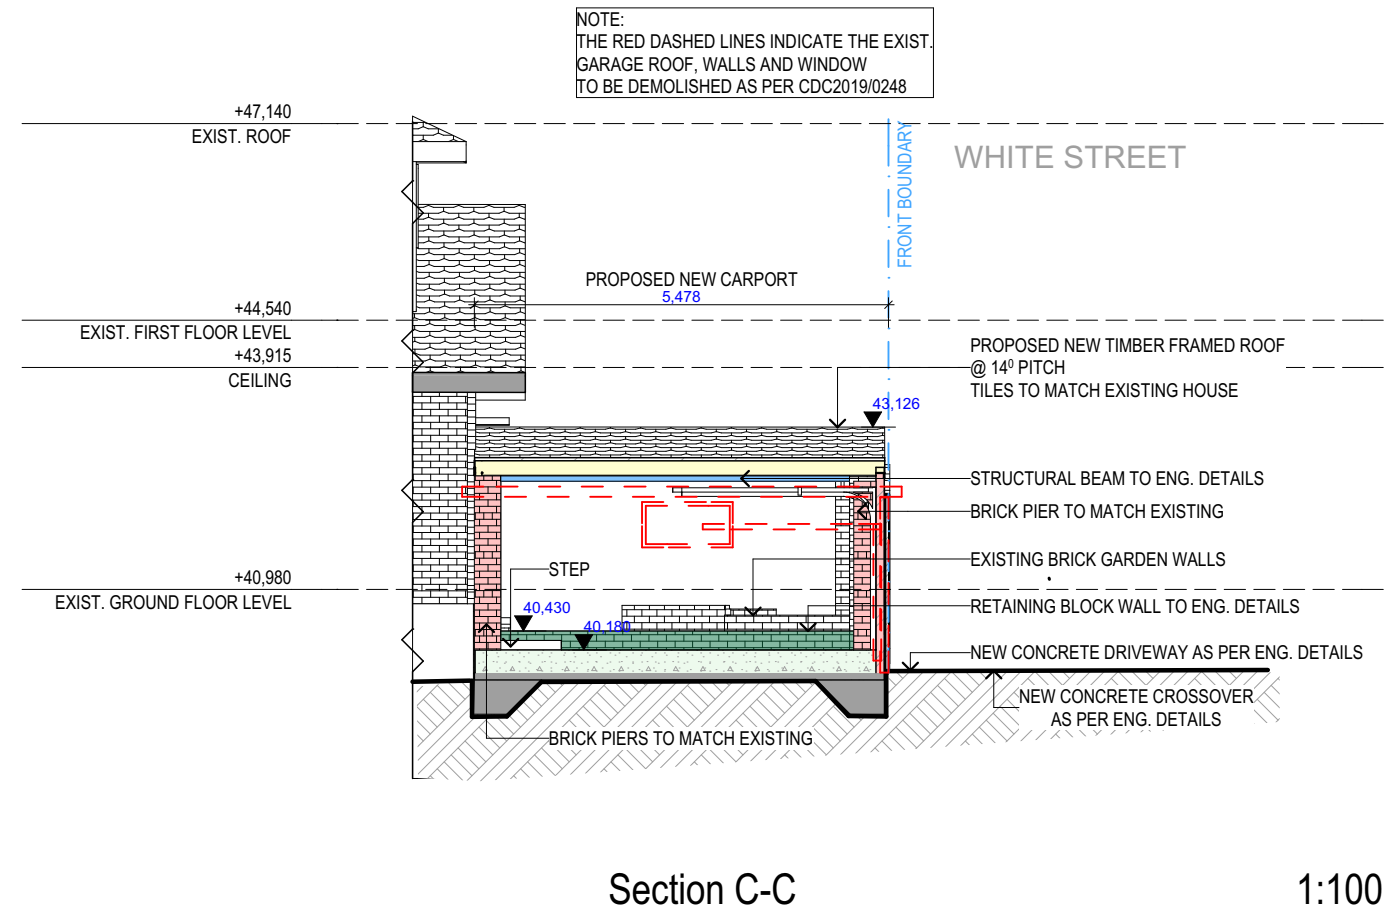 NOTE:
THE RED DASHED LINES INDICATE THE EXIST.
GARAGE ROOF, WALLS AND WINDOW
TO BE DEMOLISHED AS PER CDC2019/0248
+47,140
EXIST. ROOF
WHITE STREET
FRONT BOUNDARY
PROPOSED NEW CARPORT
5,478
+44,540
EXIST. FIRST FLOOR LEVEL
+43,915
CEILING
PROPOSED NEW TIMBER FRAMED ROOF
@ 14⁰ PITCH
TILES TO MATCH EXISTING HOUSE
43,126
STRUCTURAL BEAM TO ENG. DETAILS
BRICK PIER TO MATCH EXISTING
EXISTING BRICK GARDEN WALLS
STEP
+40,980
EXIST. GROUND FLOOR LEVEL
40,430
40,180
RETAINING BLOCK WALL TO ENG. DETAILS
NEW CONCRETE DRIVEWAY AS PER ENG. DETAILS
NEW CONCRETE CROSSOVER
AS PER ENG. DETAILS
BRICK PIERS TO MATCH EXISTING
Section C-C
1:100